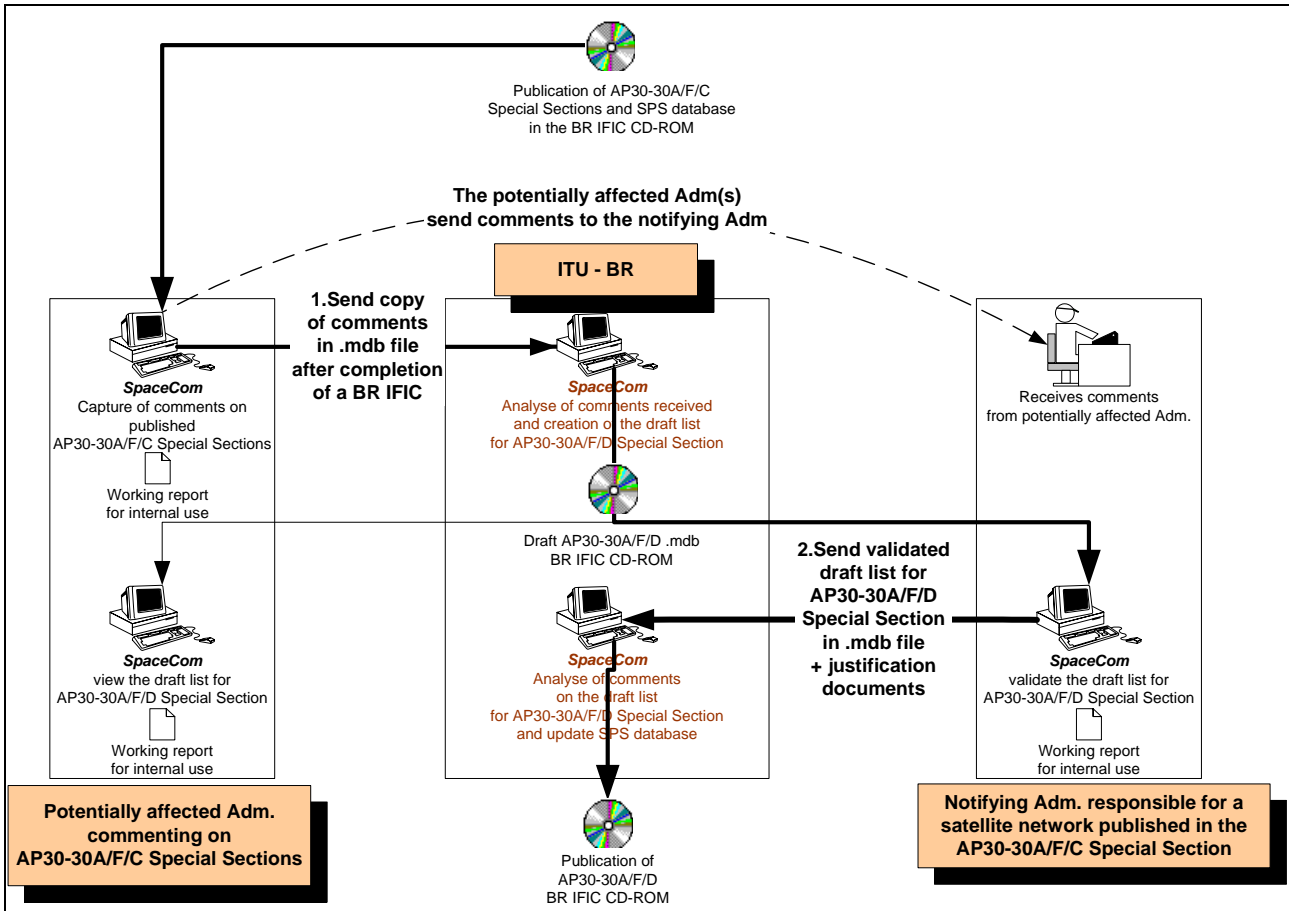 Publication of AP30-30A/F/C
Special Sections and SPS database
in the BR IFIC CD-ROM
The potentially affected Adm(s)
send comments to the notifying Adm
ITU - BR
1.Send copy
of comments
in .mdb file
after completion
of a BR IFIC
SpaceCom
Capture of comments on
published
AP30-30A/F/C Special Sections
Working report
for internal use
SpaceCom
Analyse of comments received
and creation of the draft list
for AP30-30A/F/D Special Section
Receives comments
from potentially affected Adm.
Draft AP30-30A/F/D .mdb
BR IFIC CD-ROM
2.Send validated
draft list for
AP30-30A/F/D
Special Section
in .mdb file
+ justification
documents
SpaceCom
view the draft list for
AP30-30A/F/D Special Section
Working report
for internal use
SpaceCom
Analyse of comments
on the draft list
for AP30-30A/F/D Special Section
and update SPS database
SpaceCom
validate the draft list for
AP30-30A/F/D Special Section
Working report
for internal use
Potentially affected Adm.
commenting on
AP30-30A/F/C Special Sections
Publication of
AP30-30A/F/D
BR IFIC CD-ROM
Notifying Adm. responsible for a
satellite network published in the
AP30-30A/F/C Special Section